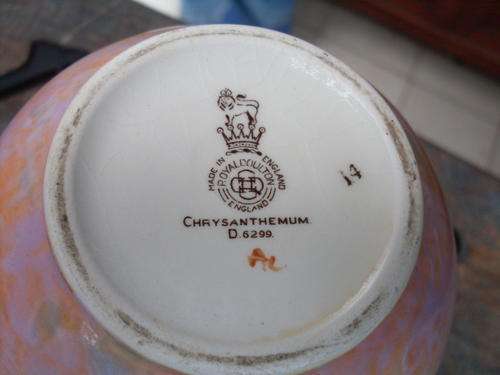 MADE IN ENGLAND
ROYAL DOULTON
ENGLAND
CHRYSANTHEMUM
D.6299.
14